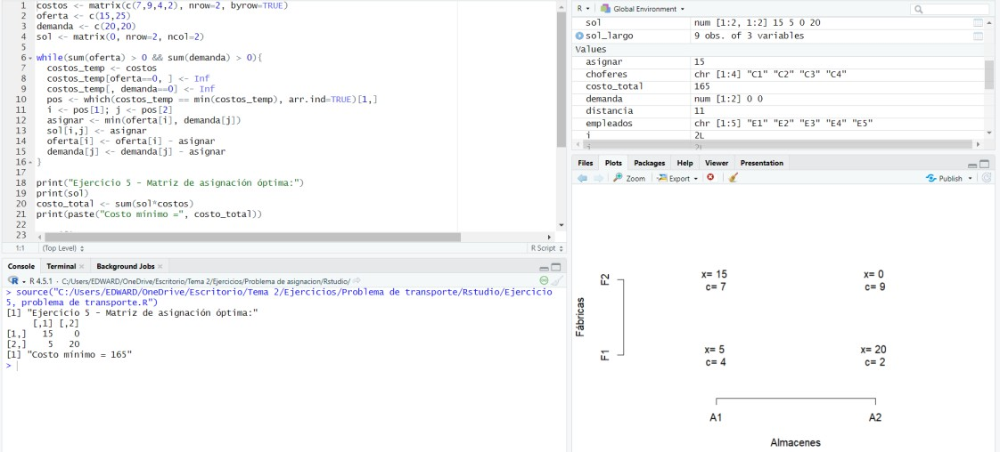 1 costos <- matrix(c(7,9,4,2), nrow=2, byrow=TRUE)
2 oferta <- c(15,25)
3 demanda <- c(20,20)
4 sol <- matrix(0, nrow=2, ncol=2)
5
6 while(sum(oferta) > 0 && sum(demanda) > 0){
7 costos_temp <- costos
8 costos_temp[oferta==0, ] <- Inf
9 costos_temp[, demanda==0] <- Inf
10 pos <- which(costos_temp == min(costos_temp), arr.ind=TRUE)[1,]
11 i <- pos[1]; j <- pos[2]
12 asignar <- min(oferta[i], demanda[j])
13 sol[i,j] <- asignar
14 oferta[i] <- oferta[i] - asignar
15 demanda[j] <- demanda[j] - asignar
16 }
17
18 print("Ejercicio 5 - Matriz de asignación óptima:")
19 print(sol)
20 costo_total <- sum(sol*costos)
21 print(paste("Costo mínimo =", costo_total))
22
23
1:1 (Top Level) R Script
Console Terminal Background Jobs
R 4.5.1 · C:/Users/EDWARD/OneDrive/Escritorio/Tema 2/Ejercicios/Problema de asignacion/Rstudio/
> source("C:/Users/EDWARD/OneDrive/Escritorio/Tema 2/Ejercicios/Problema de transporte/Rstudio/Ejercicio
5, problema de transporte.R")
[1] "Ejercicio 5 - Matriz de asignación óptima:"
[,1] [,2]
[1,] 15 0
[2,] 5 20
[1] "Costo mínimo = 165"
>
R Global Environment
sol num [1:2, 1:2] 15 5 0 20
sol_largo 9 obs. of 3 variables
Values
asignar 15
choferes chr [1:4] "C1" "C2" "C3" "C4"
costo_total 165
demanda num [1:2] 0 0
distancia 11
empleados chr [1:5] "E1" "E2" "E3" "E4" "E5"
i 2L
Files Plots Packages Help Viewer Presentation
Zoom Export Publish
Fábricas
F2
x= 15
c= 7
x= 0
c= 9
F1
x= 5
c= 4
x= 20
c= 2
A1 A2
Almacenes